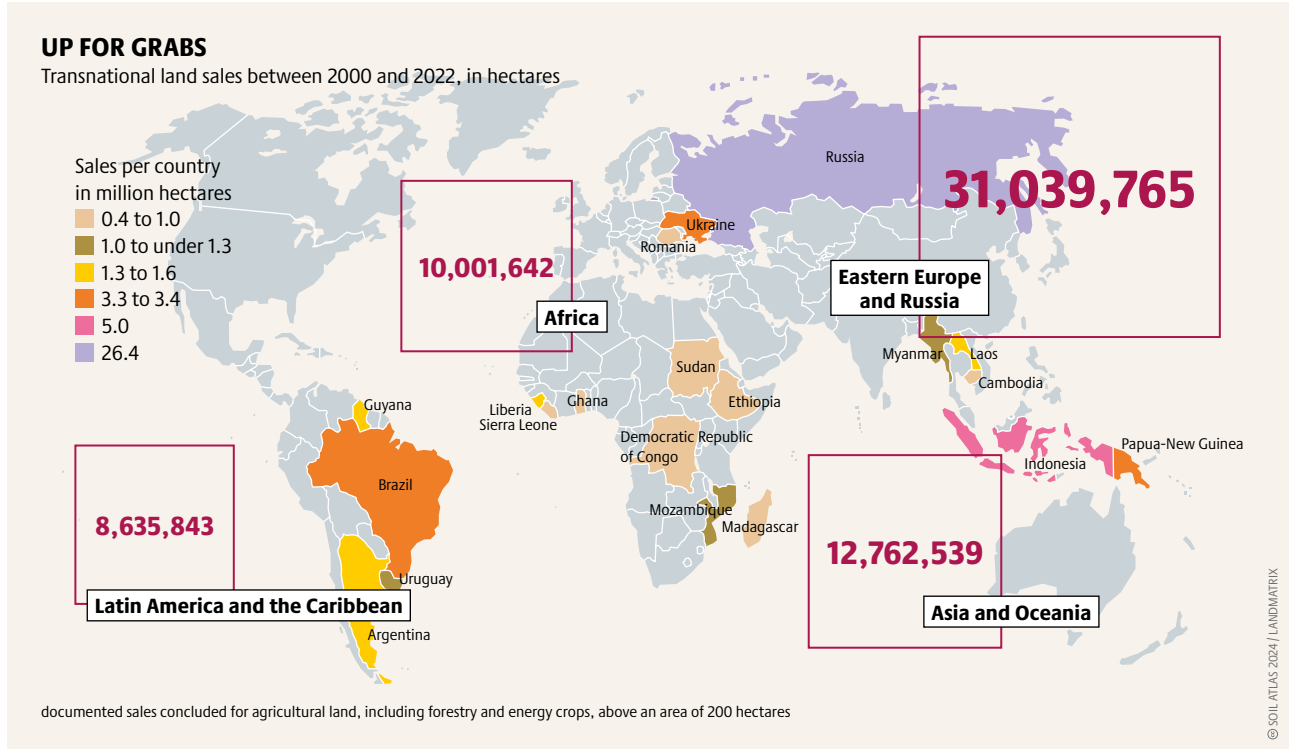 UP FOR GRABS
Transnational land sales between 2000 and 2022, in hectares
Sales per country
in million hectares
0.4 to 1.0
1.0 to under 1.3
1.3 to 1.6
3.3 to 3.4
5.0
26.4
Russia
31,039,765
Ukraine
Romania
10,001,642
Eastern Europe
and Russia
Africa
Myanmar
Laos
Sudan
Cambodia
Guyana
Ghana
Ethiopia
Liberia
Sierra Leone
Democratic Republic
of Congo
Papua-New Guinea
Indonesia
Brazil
Mozambique
Madagascar
8,635,843
12,762,539
Uruguay
Latin America and the Caribbean
Asia and Oceania
Argentina
documented sales concluded for agricultural land, including forestry and energy crops, above an area of 200 hectares
© SOIL ATLAS 2024 / LANDMATRIX